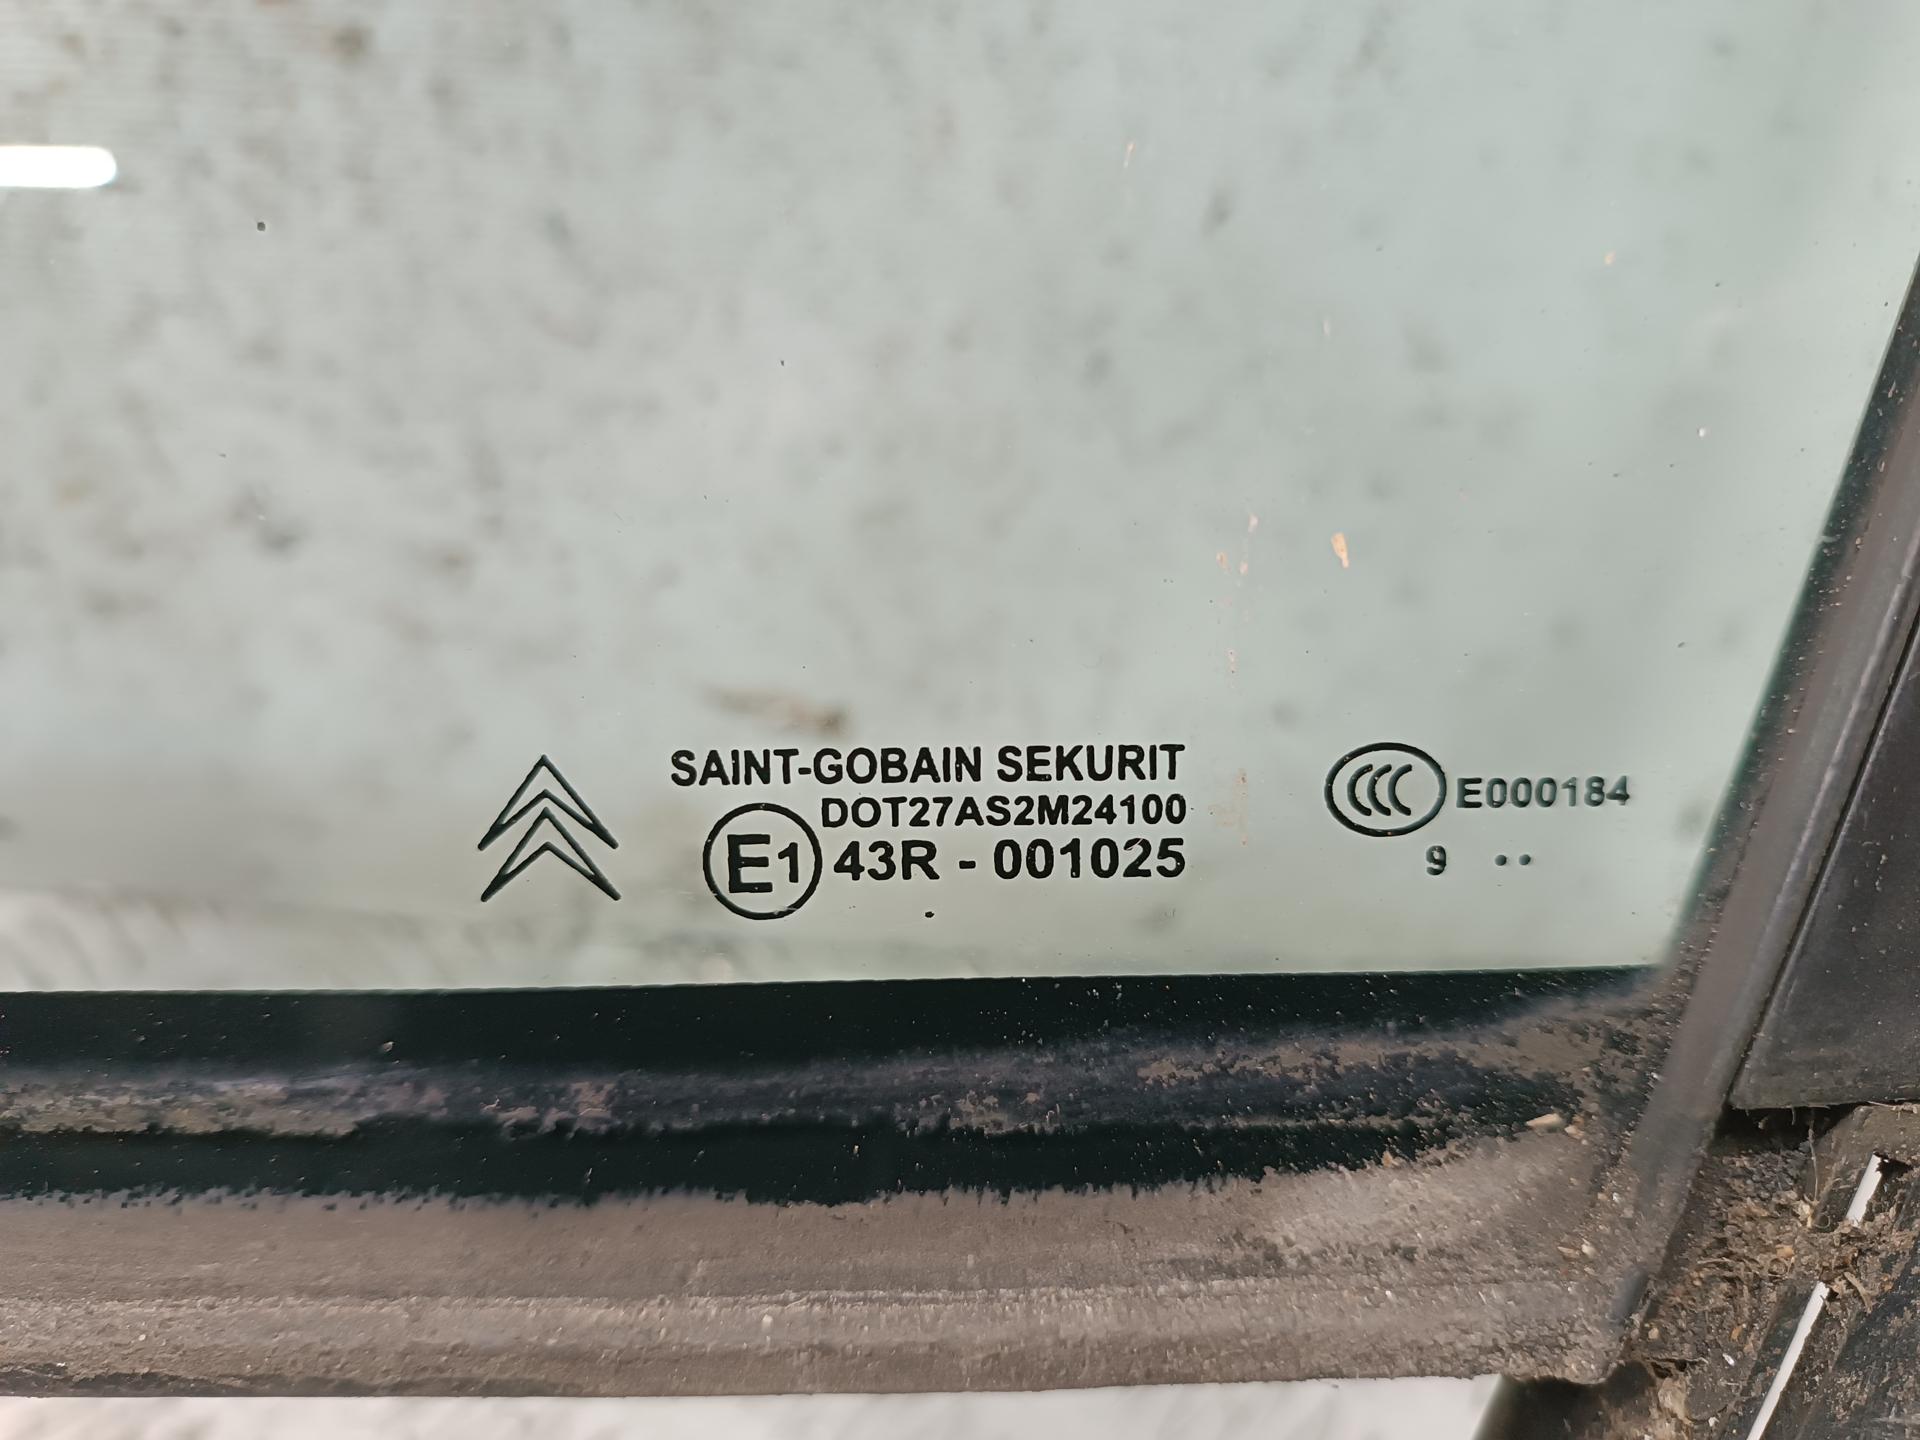 SAINT-GOBAIN SEKURIT
DOT27AS2M24100
E1 43R - 001025
CCC E000184
9 ••